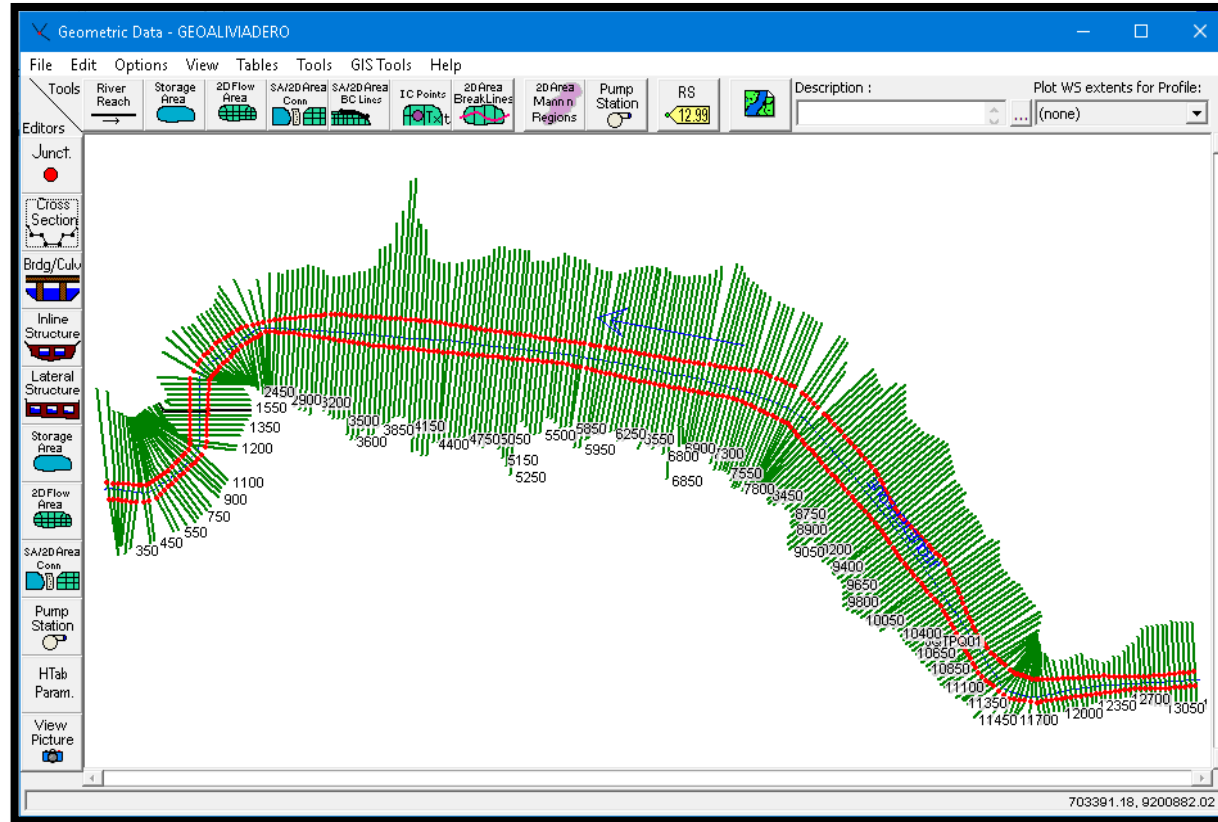 Geometric Data - GEOALIVIADERO
File Edit Options View Tables Tools GIS Tools Help
Tools
Editors
River Reach
Storage Area
2D Flow Area
SA/2D Area Conn
SA/2D Area BC Lines
IC Points
2D Area BreakLines
2D Area Mann n Regions
Pump Station
RS
12.99
Description :
...
Plot WS extents for Profile:
(none)
Junct.
Cross Section
Brdg/Culv
Inline Structure
Lateral Structure
Storage Area
2D Flow Area
SA/2D Area Conn
Pump Station
HTab Param.
View Picture
2450
2900
3200
1550
1350
1200
1100
900
750
550
450
350
3500
3600
3850
4150
4400
4750
5050
5150
5250
5500
5850
5950
6250
6800
6850
6900
7300
7550
7800
8750
8900
9050
9400
9650
9800
10050
10400
10650
10850
11100
11350
11450
11700
12000
12350
12700
13050
703391.18, 9200882.02